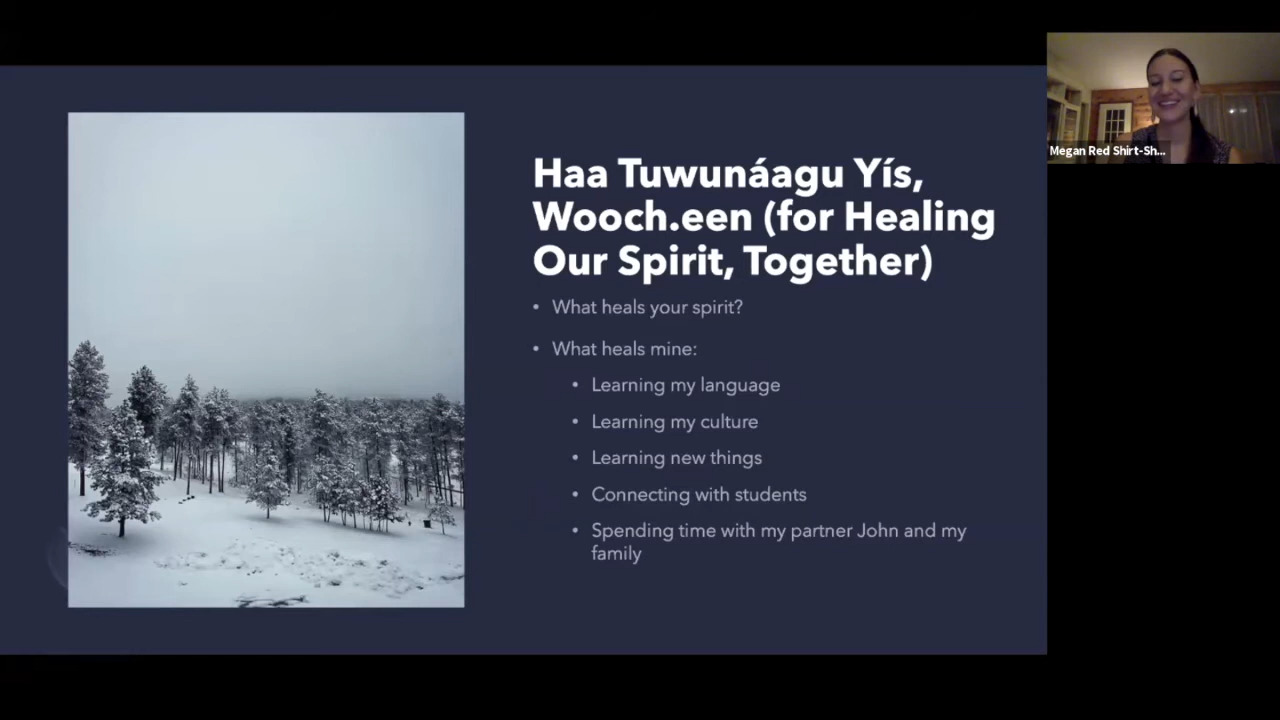 Haa Tuwunáagu Yís,
Wooch.een (for Healing
Our Spirit, Together)
• What heals your spirit?
• What heals mine:
• Learning my language
• Learning my culture
• Learning new things
• Connecting with students
• Spending time with my partner John and my
family
Megan Red Shirt-Sh...